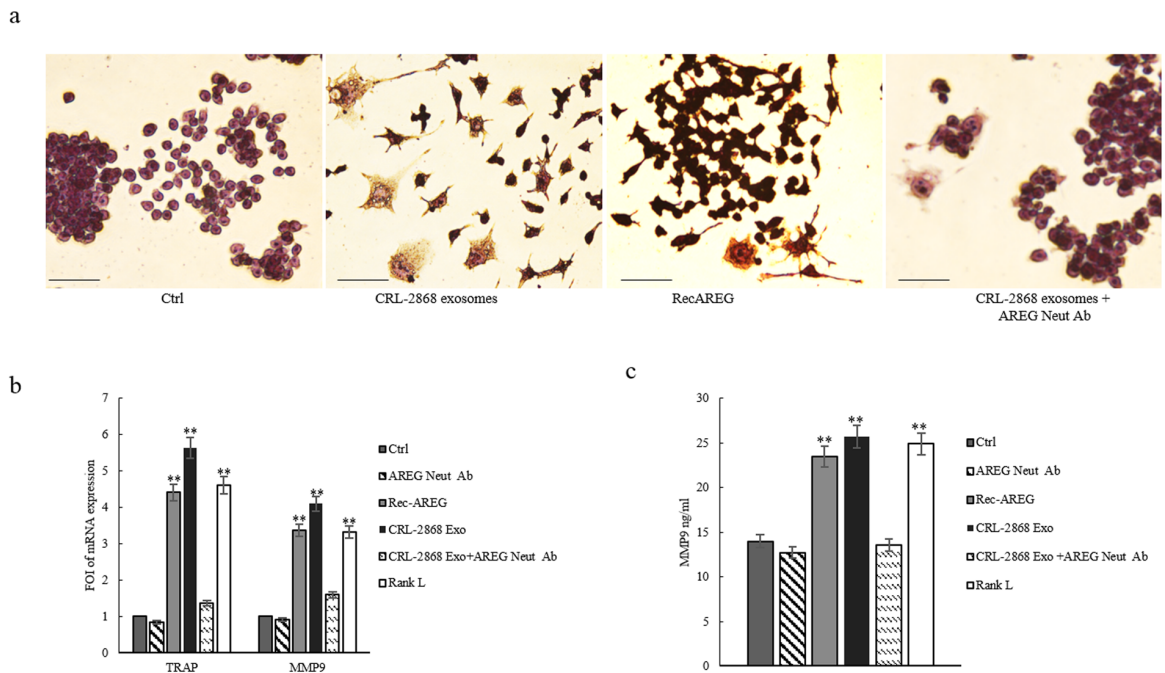 a
Ctrl
CRL-2868 exosomes
RecAREG
CRL-2868 exosomes +
AREG Neut Ab
b
7
6
5
4
3
2
1
0
FOI of mRNA expression
**
**
**
**
**
**
TRAP
MMP9
Ctrl
AREG Neut Ab
Rec-AREG
CRL-2868 Exo
CRL-2868 Exo+AREG Neut Ab
Rank L
c
30
25
20
15
10
5
0
MMP9 ng/ml
**
**
**
Ctrl
AREG Neut Ab
Rec-AREG
CRL-2868 Exo
CRL-2868 Exo +AREG Neut Ab
Rank L